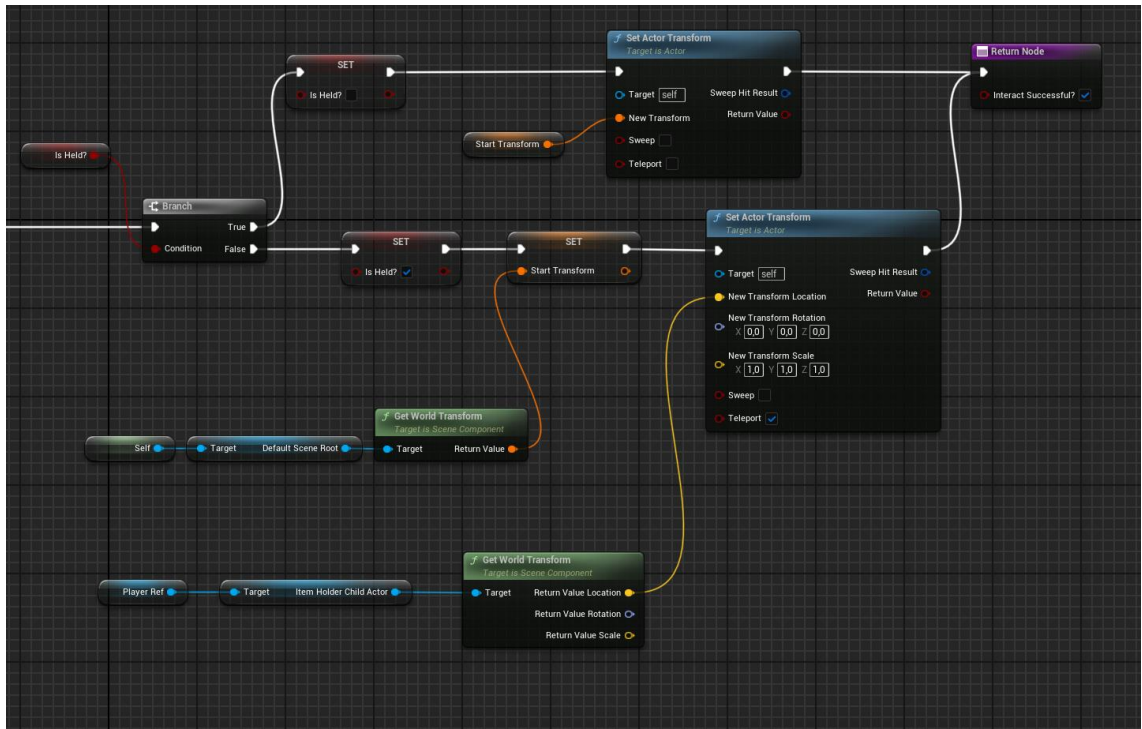 SET
Is Held?
Set Actor Transform
Target is Actor
Target self
Sweep Hit Result
New Transform
Return Value
Sweep
Teleport
Start Transform
Return Node
Interact Successful?
Is Held?
Branch
True
Condition
False
SET
Is Held?
SET
Start Transform
Set Actor Transform
Target is Actor
Target self
Sweep Hit Result
New Transform Location
Return Value
New Transform Rotation
X 0,0 Y 0,0 Z 0,0
New Transform Scale
X 1,0 Y 1,0 Z 1,0
Sweep
Teleport
Self
Target Default Scene Root
Get World Transform
Target is Scene Component
Target Return Value
Player Ref
Target Item Holder Child Actor
Get World Transform
Target is Scene Component
Target Return Value Location
Return Value Rotation
Return Value Scale